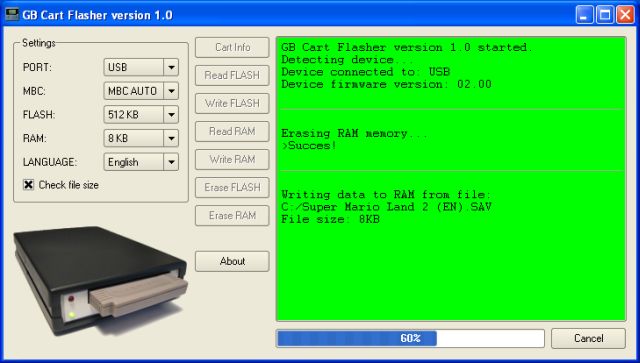 GB Cart Flasher version 1.0
Settings
PORT: USB
MBC: MBC AUTO
FLASH: 512 KB
RAM: 8 KB
LANGUAGE: English
Check file size
Cart Info
Read FLASH
Write FLASH
Read RAM
Write RAM
Erase FLASH
Erase RAM
About
GB Cart Flasher version 1.0 started.
Detecting device...
Device connected to: USB
Device firmware version: 02.00
Erasing RAM memory...
>Succes!
Writing data to RAM from file:
C:/Super Mario Land 2 (EN).SAV
File size: 8KB
60%
Cancel